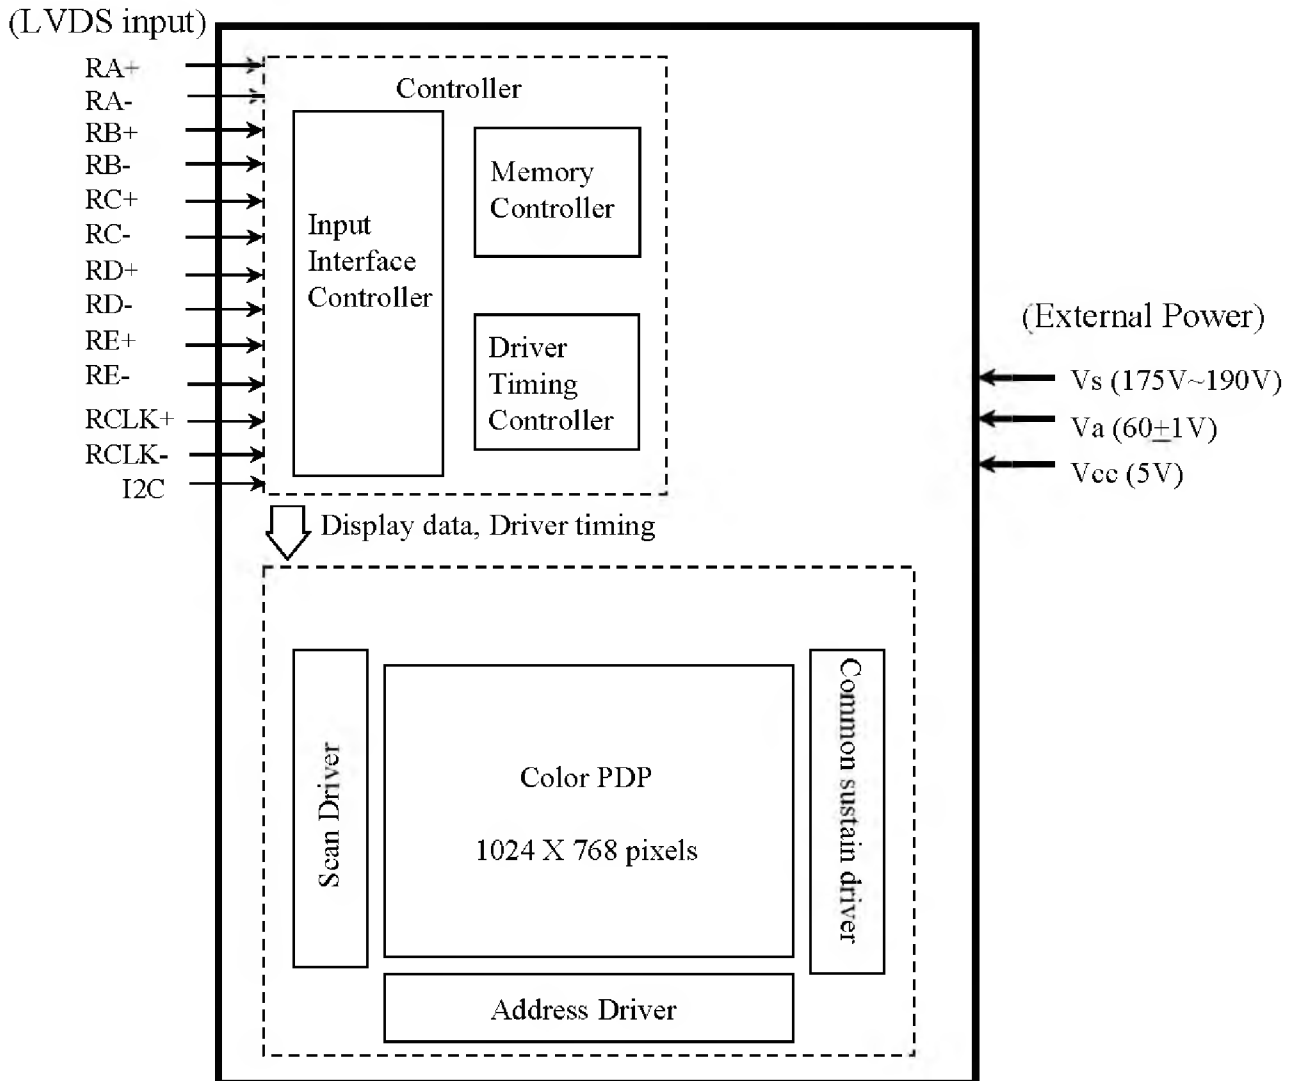 (LVDS input)
RA+
RA-
RB+
RB-
RC+
RC-
RD+
RD-
RE+
RE-
RCLK+
RCLK-
I2C
Controller
Input
Interface
Controller
Memory
Controller
Driver
Timing
Controller
(External Power)
Vs (175V~190V)
Va (60±1V)
Vcc (5V)
Display data, Driver timing
Scan Driver
Color PDP
1024 X 768 pixels
Common sustain driver
Address Driver